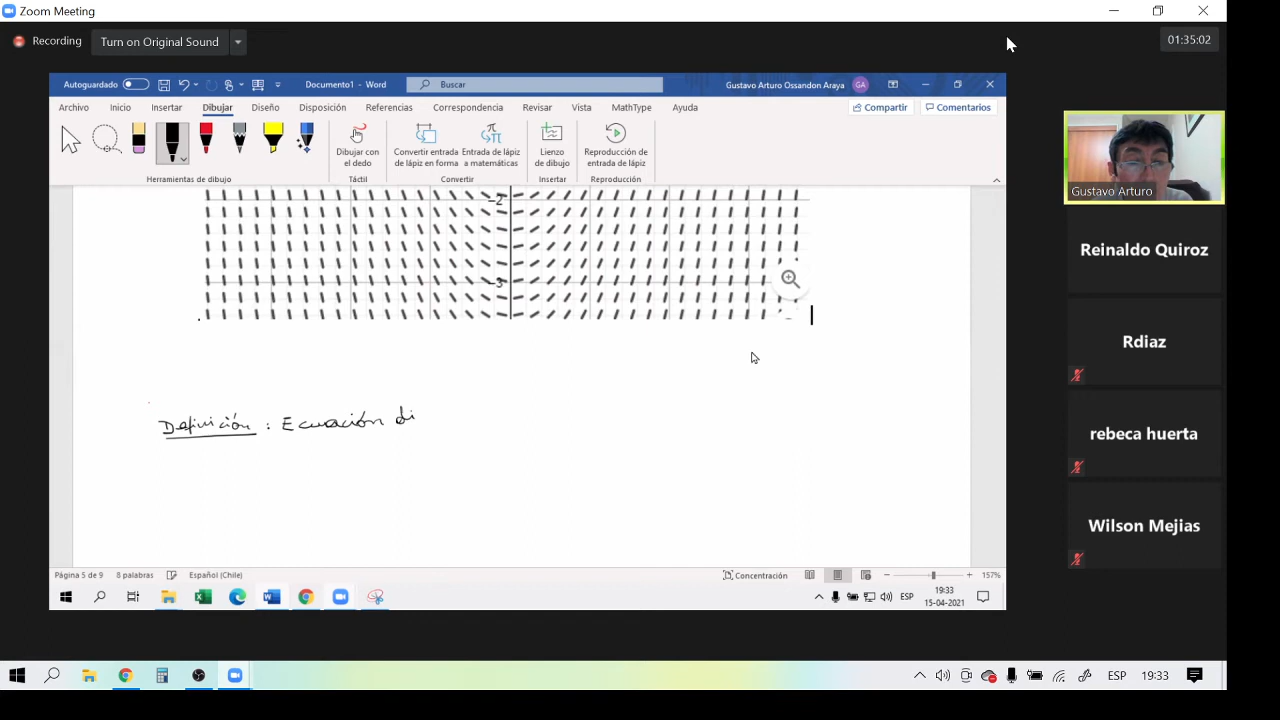 Zoom Meeting
Recording
Turn on Original Sound
01:35:02
Autoguardado
Documento1 - Word
Buscar
Gustavo Arturo Ossandon Araya
GA
Archivo
Inicio
Insertar
Dibujar
Diseño
Disposición
Referencias
Correspondencia
Revisar
Vista
MathType
Ayuda
Compartir
Comentarios
Dibujar con el dedo
Convertir entrada de lápiz en forma
Entrada de lápiz a matemáticas
Lienzo de dibujo
Reproducción de entrada de lápiz
Herramientas de dibujo
Táctil
Convertir
Insertar
Reproducción
-2
-3
Definición : Ecuación di
Página 5 de 9
8 palabras
Español (Chile)
Concentración
157%
ESP
19:33
15-04-2021
Gustavo Arturo
Reinaldo Quiroz
Rdiaz
rebeca huerta
Wilson Mejias
ESP
19:33